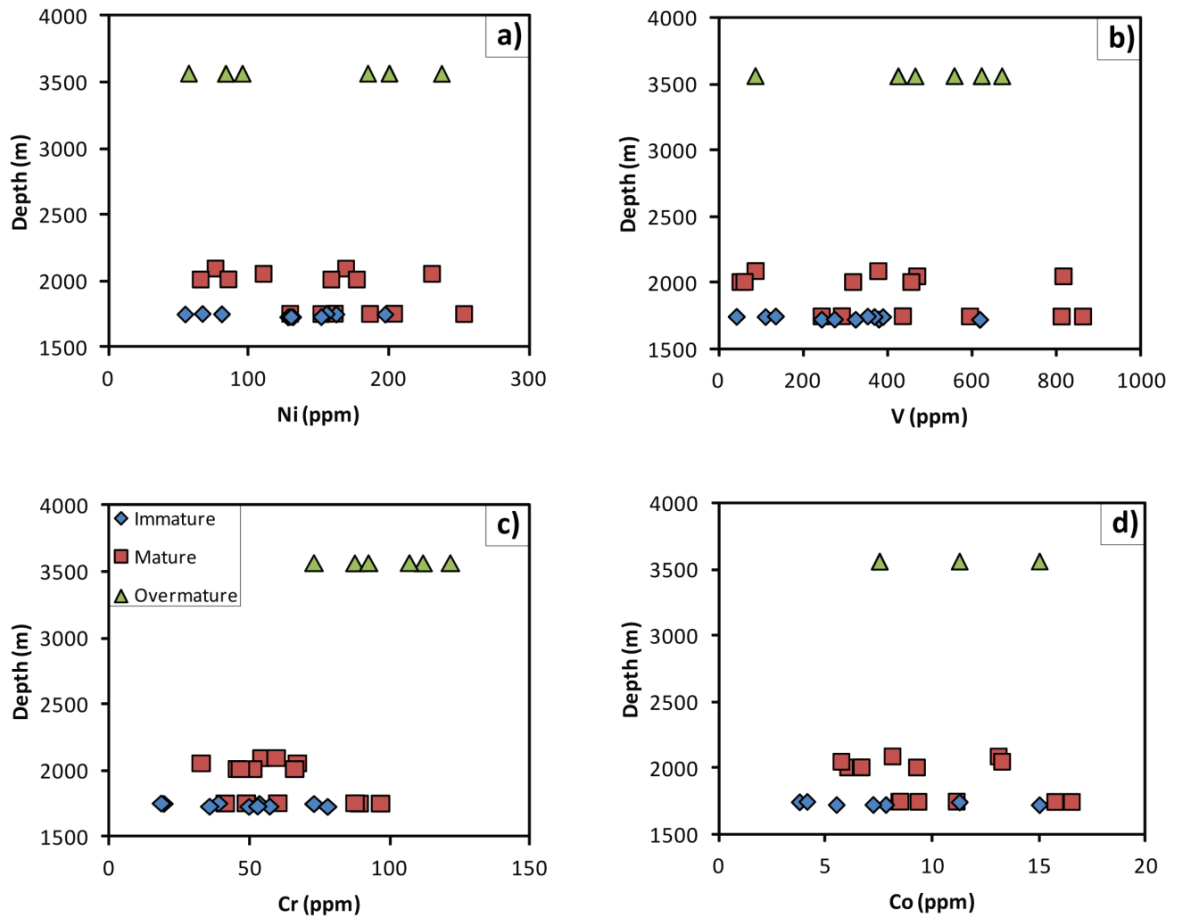 a)
4000
3500
3000
2500
2000
1500
Depth (m)
0 100 200 300
Ni (ppm)
b)
4000
3500
3000
2500
2000
1500
Depth (m)
0 200 400 600 800 1000
V (ppm)
c)
4000
3500
3000
2500
2000
1500
Depth (m)
Immature
Mature
Overmature
0 50 100 150
Cr (ppm)
d)
4000
3500
3000
2500
2000
1500
Depth (m)
0 5 10 15 20
Co (ppm)